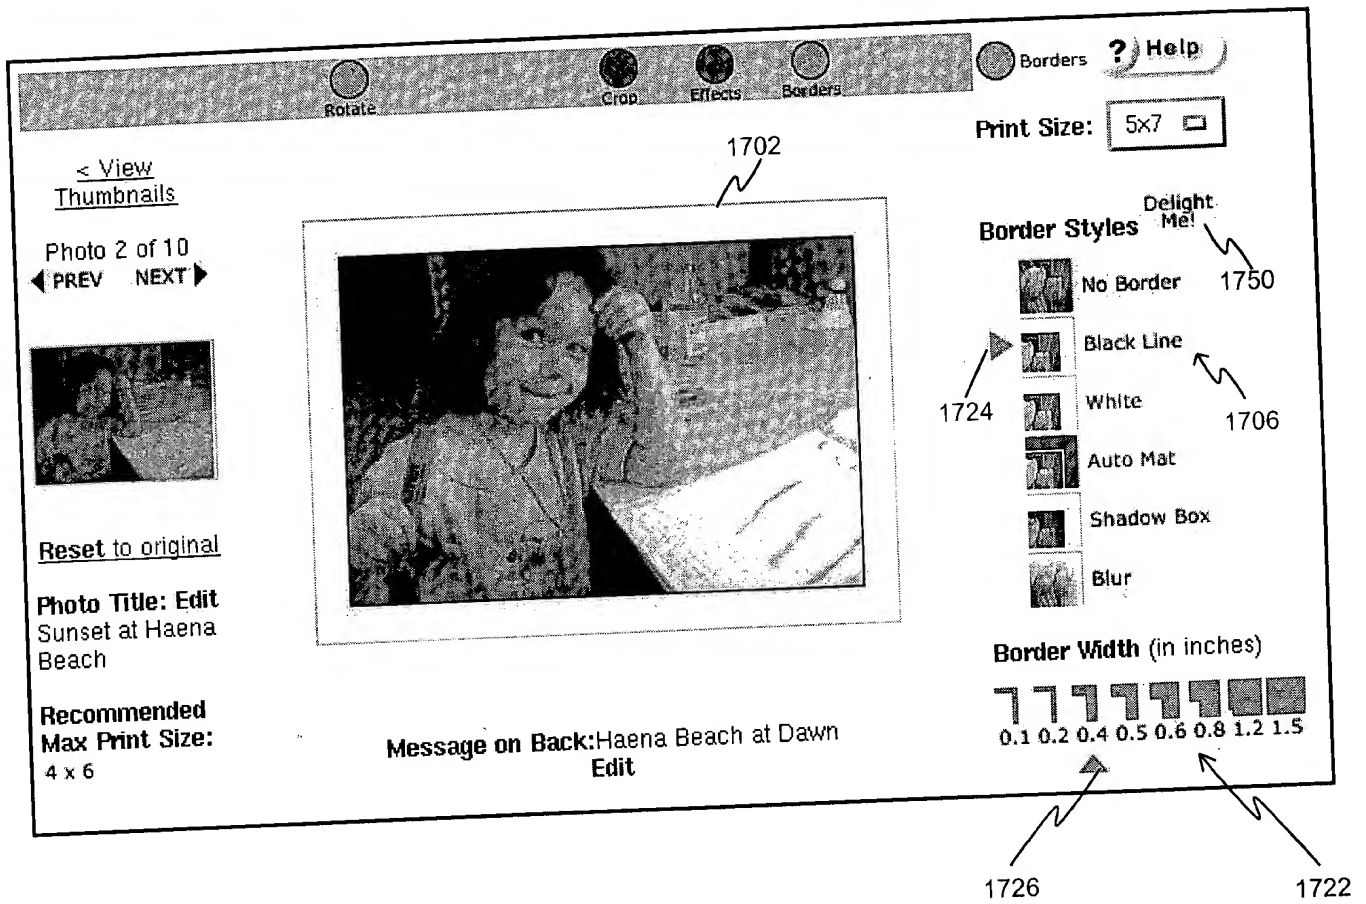 Rotate
Crop
Effects
Borders
Borders
? Help
Print Size: 5x7
< View
Thumbnails
Photo 2 of 10
PREV NEXT
Reset to original
Photo Title: Edit
Sunset at Haena
Beach
Recommended
Max Print Size:
4 x 6
1702
Message on Back:Haena Beach at Dawn
Edit
Delight
Me!
Border Styles
1750
No Border
Black Line
1724
1706
White
Auto Mat
Shadow Box
Blur
Border Width (in inches)
0.1 0.2 0.4 0.5 0.6 0.8 1.2 1.5
1726
1722